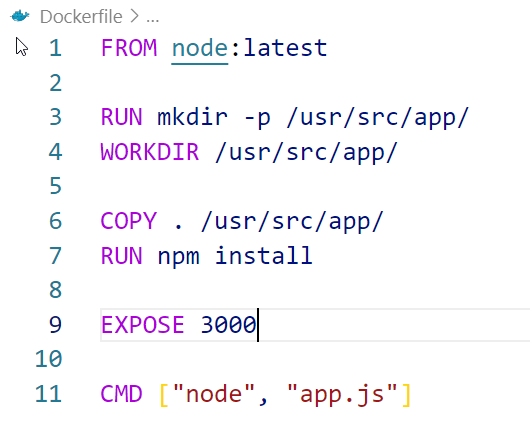 Dockerfile > ...
1 FROM node:latest
2
3 RUN mkdir -p /usr/src/app/
4 WORKDIR /usr/src/app/
5
6 COPY . /usr/src/app/
7 RUN npm install
8
9 EXPOSE 3000
10
11 CMD ["node", "app.js"]